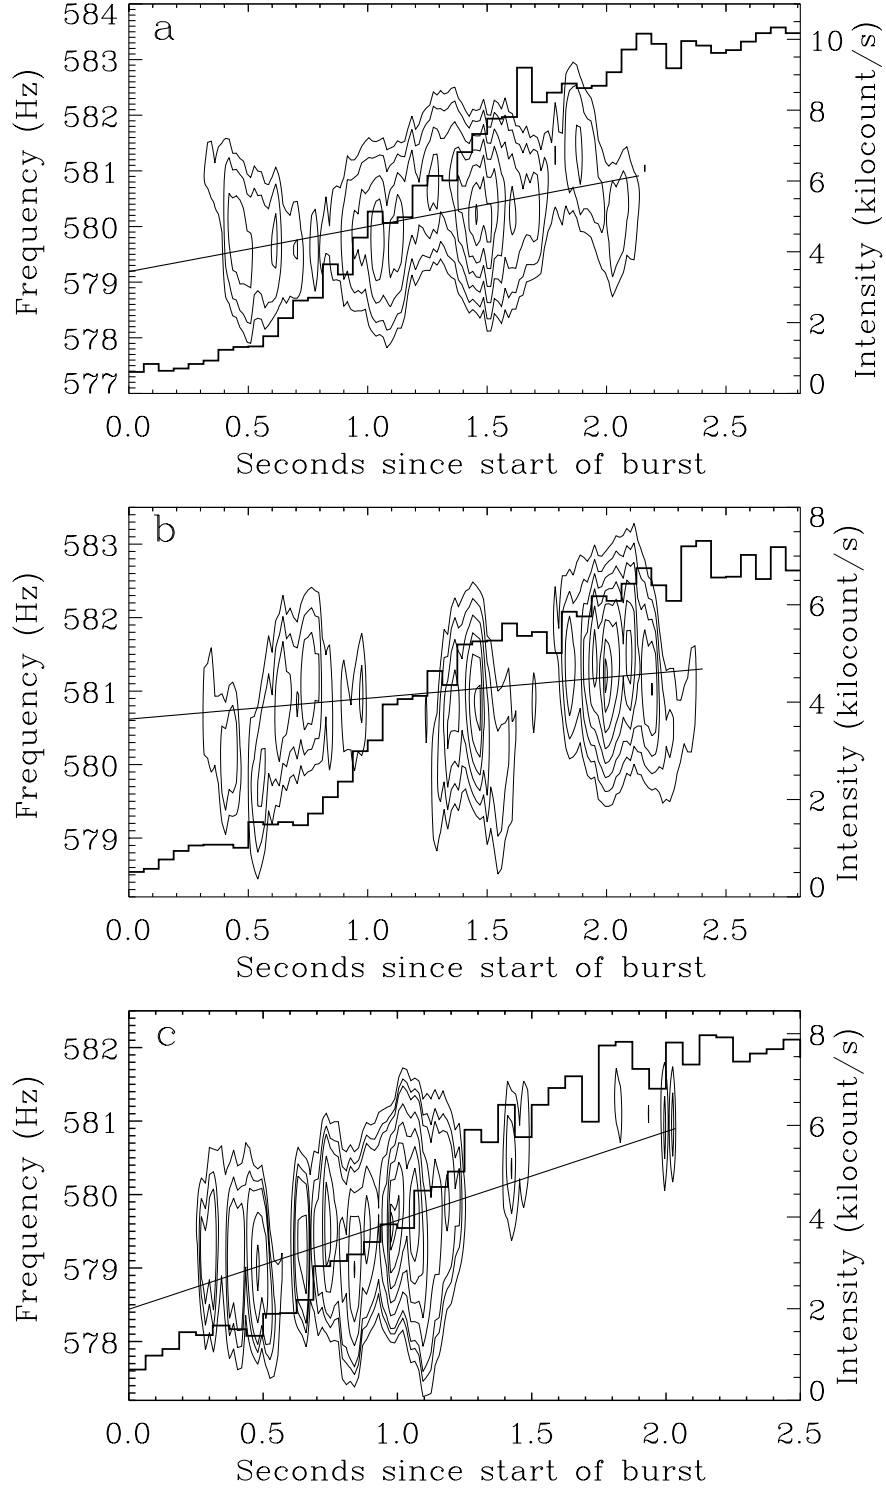 a
584
583
582
581
580
579
578
577
Frequency (Hz)
10
8
6
4
2
0
Intensity (kilocount/s)
0.0 0.5 1.0 1.5 2.0 2.5
Seconds since start of burst
b
583
582
581
580
579
Frequency (Hz)
8
6
4
2
0
Intensity (kilocount/s)
0.0 0.5 1.0 1.5 2.0 2.5
Seconds since start of burst
c
582
581
580
579
578
Frequency (Hz)
8
6
4
2
0
Intensity (kilocount/s)
0.0 0.5 1.0 1.5 2.0 2.5
Seconds since start of burst